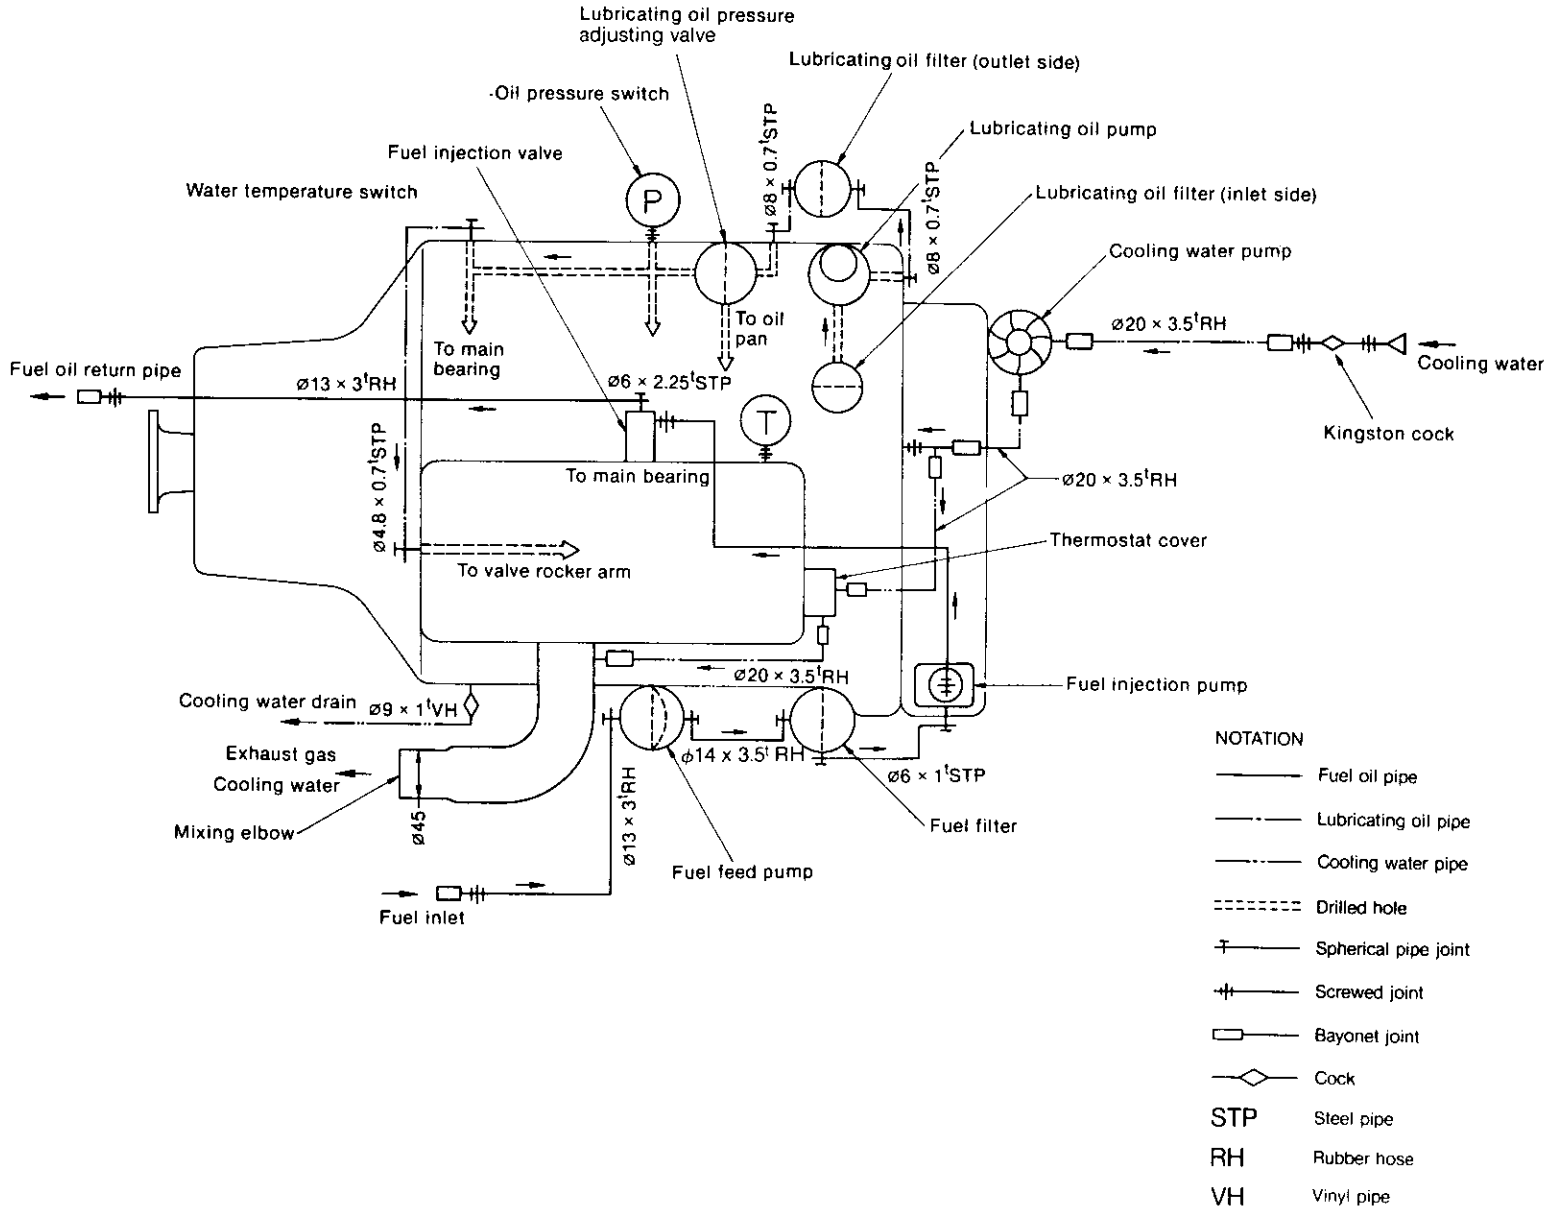 Lubricating oil pressure
adjusting valve
Lubricating oil filter (outlet side)
-Oil pressure switch
Lubricating oil pump
Fuel injection valve
Water temperature switch
Lubricating oil filter (inlet side)
P
ø8 × 0.7ᵗSTP
ø8 × 0.7ᵗSTP
Cooling water pump
ø20 × 3.5ᵗRH
To oil
pan
To main
bearing
Cooling water
Fuel oil return pipe
ø13 × 3ᵗRH
ø6 × 2.25ᵗSTP
T
Kingston cock
To main bearing
ø20 × 3.5ᵗRH
ø4.8 × 0.7ᵗSTP
Thermostat cover
To valve rocker arm
ø20 × 3.5ᵗRH
Fuel injection pump
Cooling water drain
ø9 × 1ᵗVH
Exhaust gas
Cooling water
ϕ14 x 3.5ᵗ RH
ø6 × 1ᵗSTP
Mixing elbow
ø45
ø13 × 3ᵗRH
Fuel filter
Fuel feed pump
Fuel inlet
NOTATION
Fuel oil pipe
Lubricating oil pipe
Cooting water pipe
Drilled hole
Spherical pipe joint
Screwed joint
Bayonet joint
Cock
STP Steel pipe
RH Rubber hose
VH Vinyl pipe